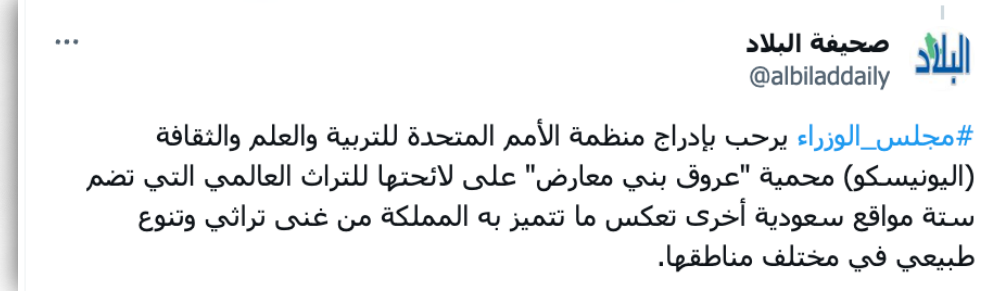 البلاد
صحيفة البلاد
@albiladdaily
#مجلس_الوزراء يرحب بإدراج منظمة الأمم المتحدة للتربية والعلم والثقافة
(اليونيسكو) محمية "عروق بني معارض" على لائحتها للتراث العالمي التي تضم
ستة مواقع سعودية أخرى تعكس ما تتميز به المملكة من غنى تراثي وتنوع
طبيعي في مختلف مناطقها.